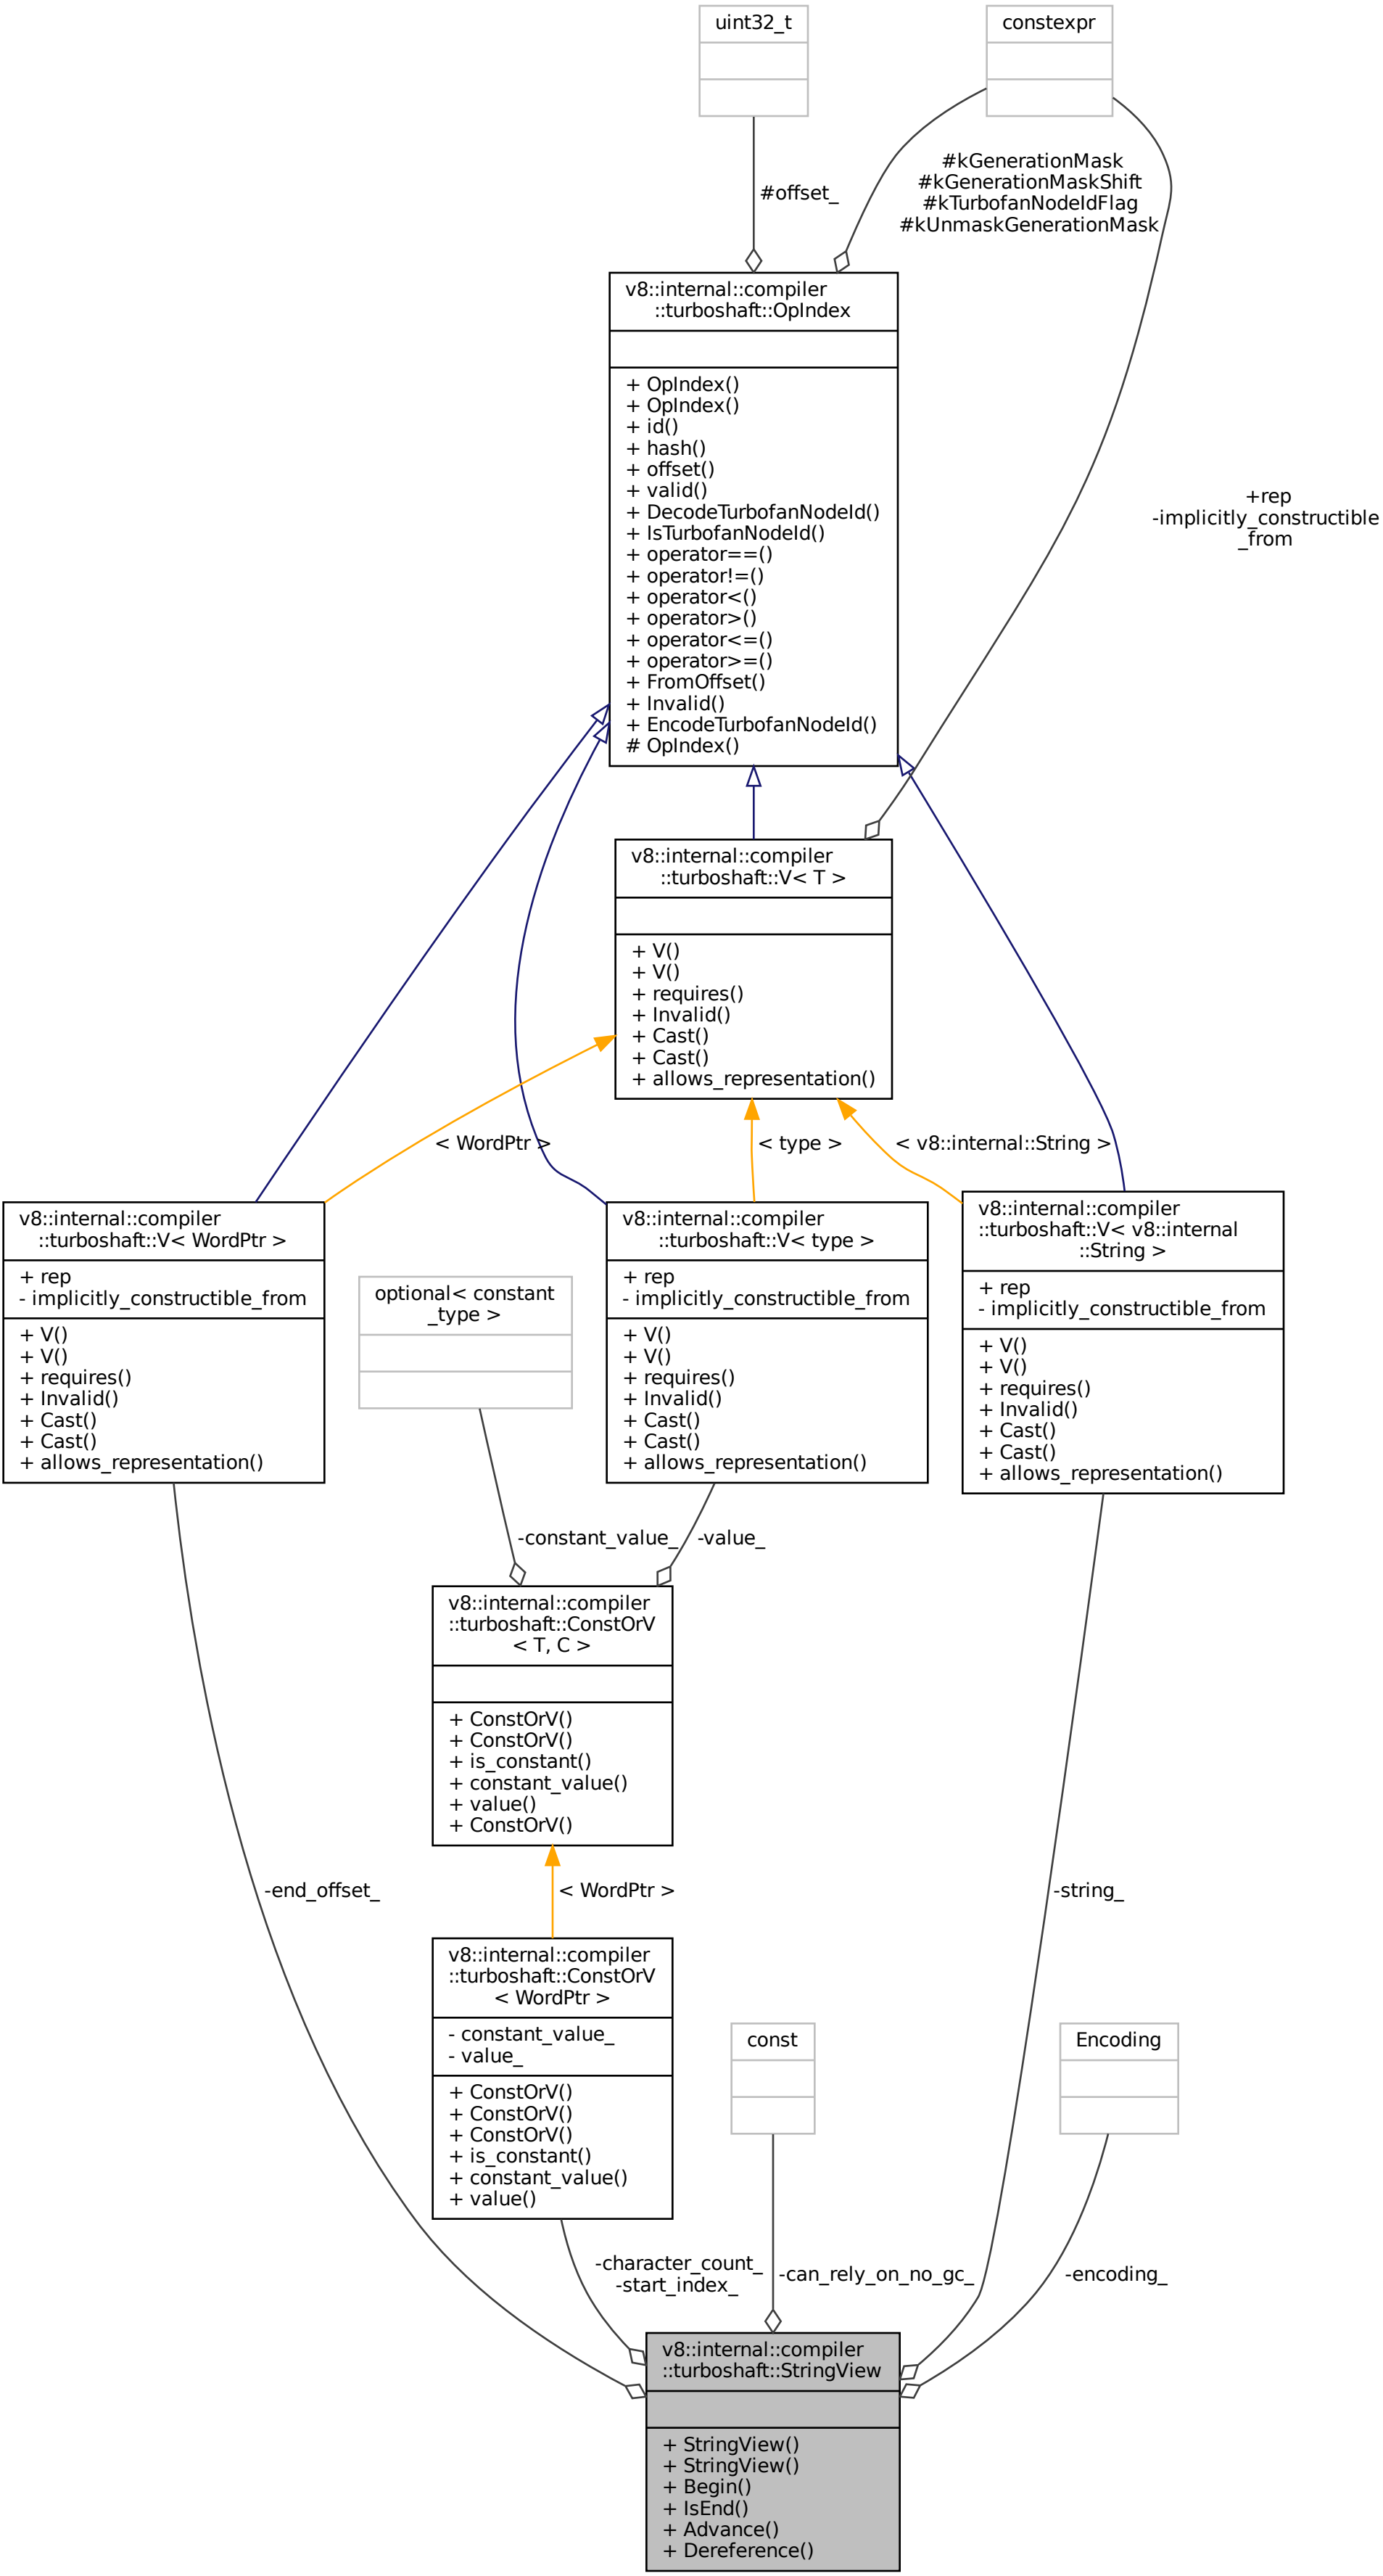 uint32_t
constexpr
#offset_
#kGenerationMask
#kGenerationMaskShift
#kTurbofanNodeIdFlag
#kUnmaskGenerationMask
v8::internal::compiler
::turboshaft::OpIndex
+ OpIndex()
+ OpIndex()
+ id()
+ hash()
+ offset()
+ valid()
+ DecodeTurbofanNodeId()
+ IsTurbofanNodeId()
+ operator==()
+ operator!=()
+ operator<()
+ operator>()
+ operator<=()
+ operator>=()
+ FromOffset()
+ Invalid()
+ EncodeTurbofanNodeId()
# OpIndex()
+rep
-implicitly_constructible
_from
v8::internal::compiler
::turboshaft::V< T >
+ V()
+ V()
+ requires()
+ Invalid()
+ Cast()
+ Cast()
+ allows_representation()
< WordPtr >
< type >
< v8::internal::String >
v8::internal::compiler
::turboshaft::V< WordPtr >
+ rep
- implicitly_constructible_from
+ V()
+ V()
+ requires()
+ Invalid()
+ Cast()
+ Cast()
+ allows_representation()
optional< constant
_type >
v8::internal::compiler
::turboshaft::V< type >
+ rep
- implicitly_constructible_from
+ V()
+ V()
+ requires()
+ Invalid()
+ Cast()
+ Cast()
+ allows_representation()
v8::internal::compiler
::turboshaft::V< v8::internal
::String >
+ rep
- implicitly_constructible_from
+ V()
+ V()
+ requires()
+ Invalid()
+ Cast()
+ Cast()
+ allows_representation()
-constant_value_
-value_
v8::internal::compiler
::turboshaft::ConstOrV
< T, C >
+ ConstOrV()
+ ConstOrV()
+ is_constant()
+ constant_value()
+ value()
+ ConstOrV()
-end_offset_
< WordPtr >
-string_
v8::internal::compiler
::turboshaft::ConstOrV
< WordPtr >
- constant_value_
- value_
+ ConstOrV()
+ ConstOrV()
+ ConstOrV()
+ is_constant()
+ constant_value()
+ value()
const
Encoding
-character_count_
-start_index_
-can_rely_on_no_gc_
-encoding_
v8::internal::compiler
::turboshaft::StringView
+ StringView()
+ StringView()
+ Begin()
+ IsEnd()
+ Advance()
+ Dereference()